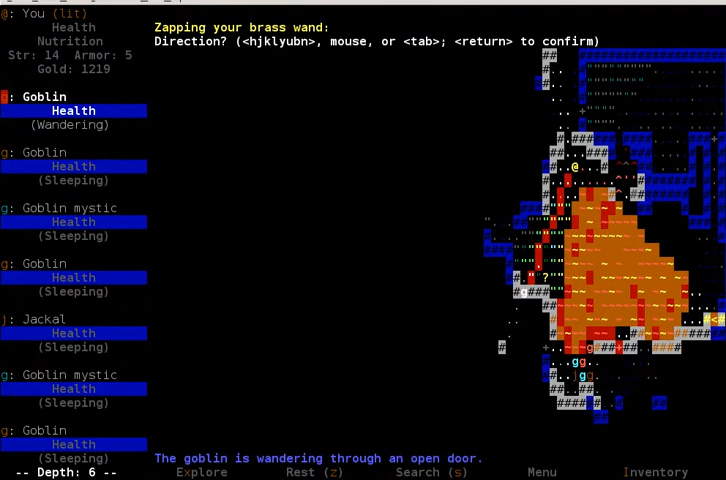 @: You (lit)
Health
Nutrition
Str: 14 Armor: 5
Gold: 1219
g: Goblin
Health
(Wandering)
g: Goblin
Health
(Sleeping)
g: Goblin mystic
Health
(Sleeping)
g: Goblin
Health
(Sleeping)
j: Jackal
Health
(Sleeping)
g: Goblin mystic
Health
(Sleeping)
g: Goblin
Health
(Sleeping)
-- Depth: 6 --
Zapping your brass wand:
Direction? (<hjklyubn>, mouse, or <tab>; <return> to confirm)
The goblin is wandering through an open door.
Explore Rest (z) Search (s) Menu Inventory